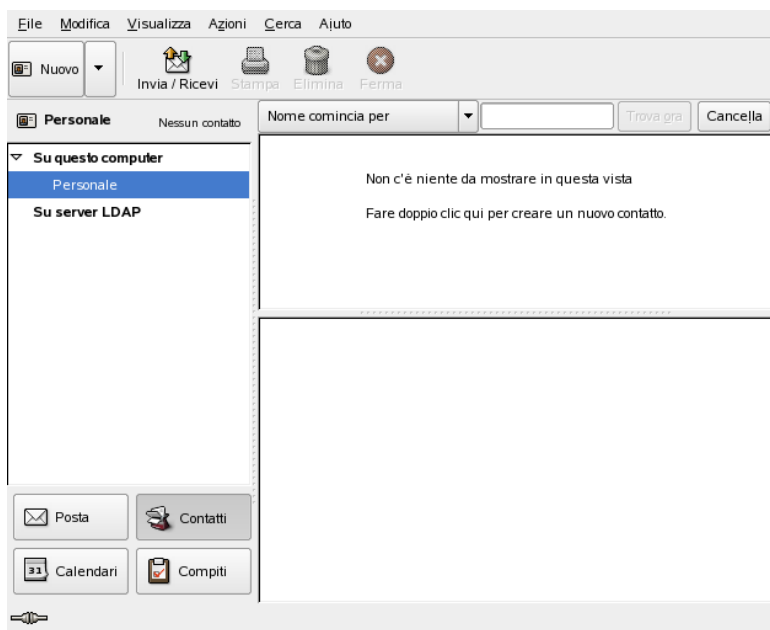 File Modifica Visualizza Azioni Cerca Aiuto
Nuovo Invia / Ricevi Stampa Elimina Ferma
Personale Nessun contatto
Nome comincia per Trova ora Cancella
Su questo computer
Personale
Su server LDAP
Non c'è niente da mostrare in questa vista
Fare doppio clic qui per creare un nuovo contatto.
Posta Contatti
31 Calendari Compiti